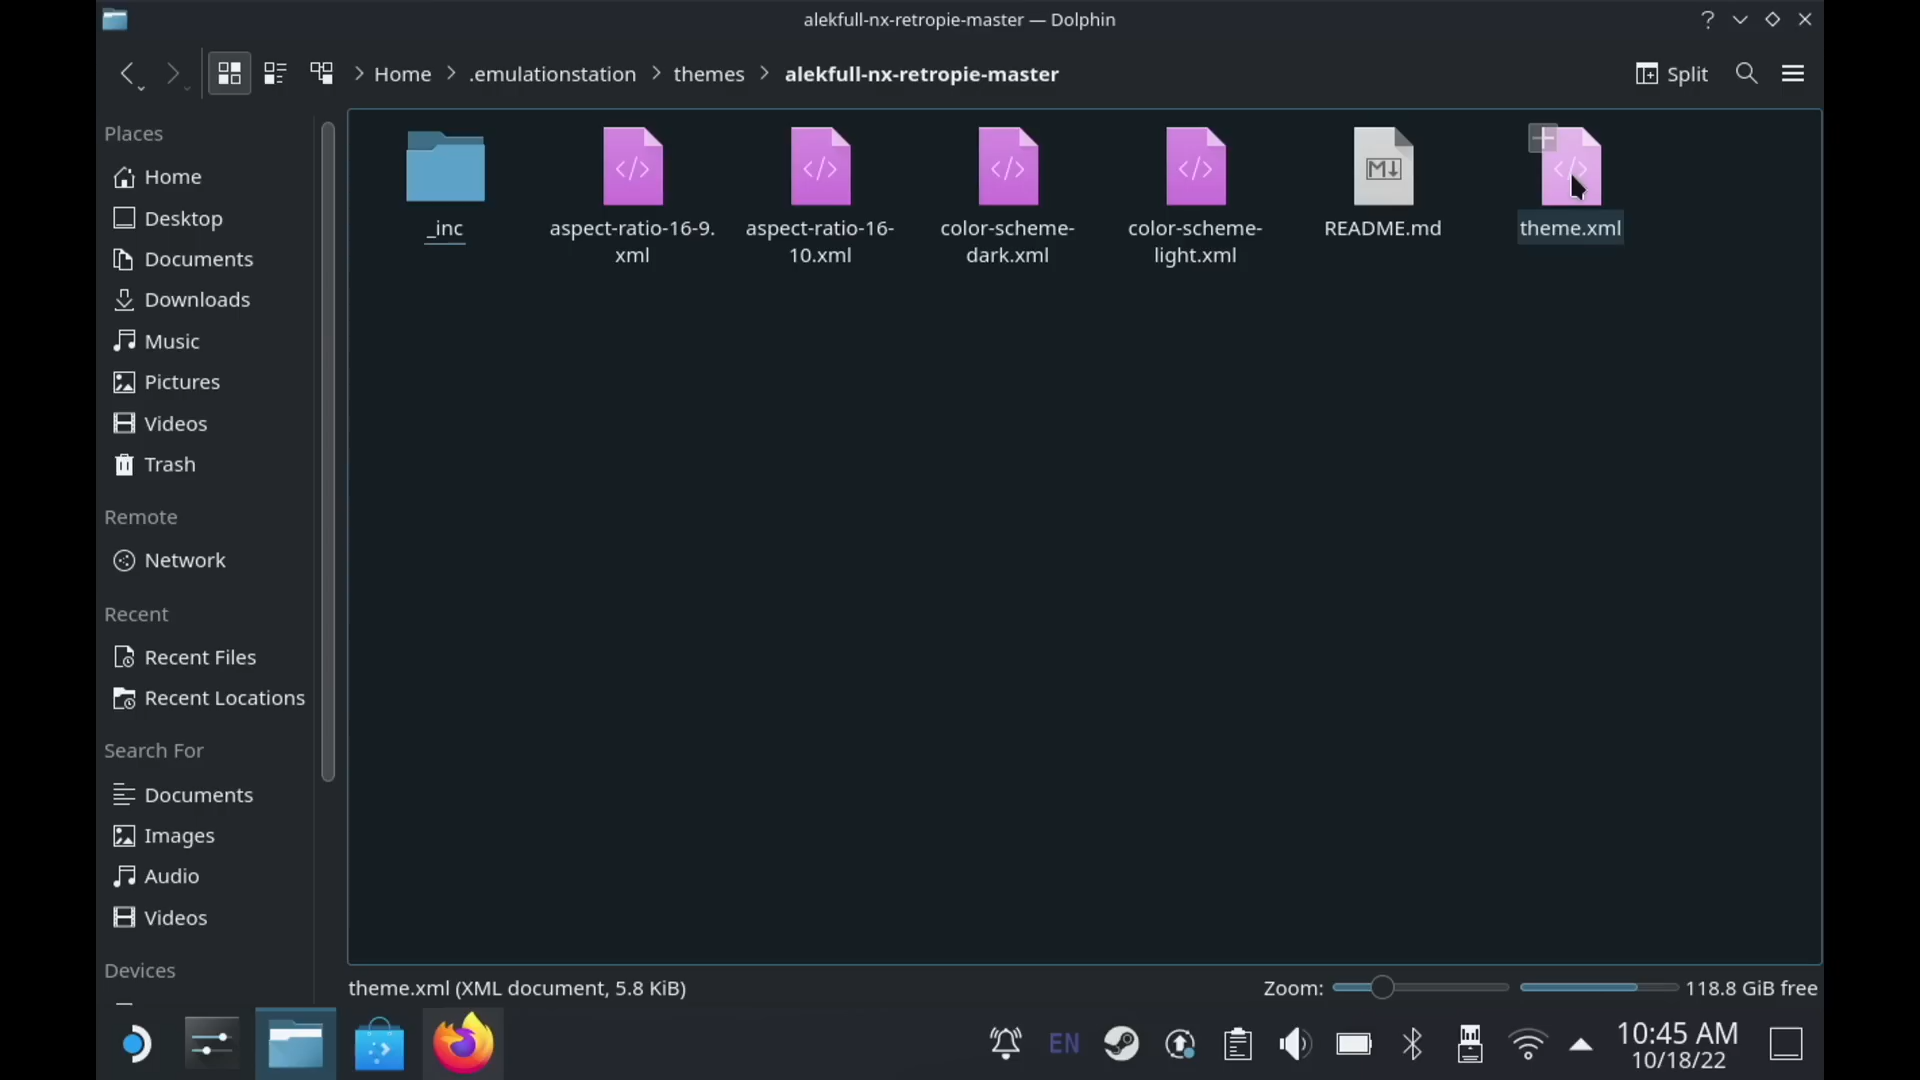 alekfull-nx-retropie-master — Dolphin
Home
.emulationstation
themes
alekfull-nx-retropie-master
Split
Places
Home
Desktop
Documents
Downloads
Music
Pictures
Videos
Trash
Remote
Network
Recent
Recent Files
Recent Locations
Search For
Documents
Images
Audio
Videos
Devices
_inc
aspect-ratio-16-9.
xml
aspect-ratio-16-
10.xml
color-scheme-
dark.xml
color-scheme-
light.xml
M↓
README.md
theme.xml
theme.xml (XML document, 5.8 KiB)
Zoom:
118.8 GiB free
EN
10:45 AM
10/18/22